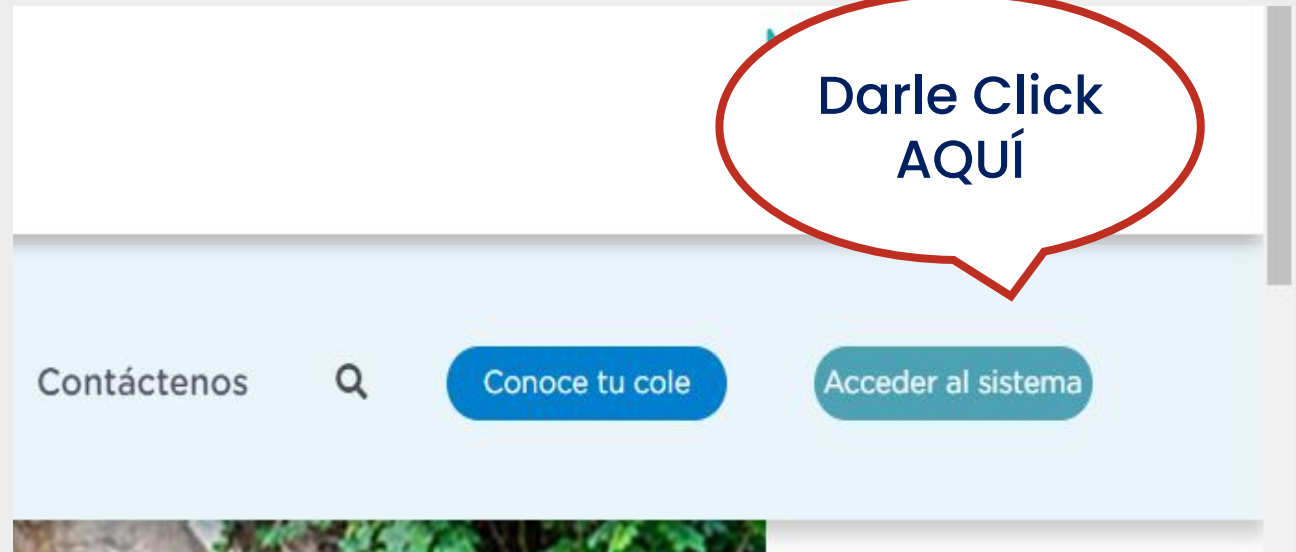 Darle Click
AQUÍ
Contáctenos
Conoce tu cole
Acceder al sistema